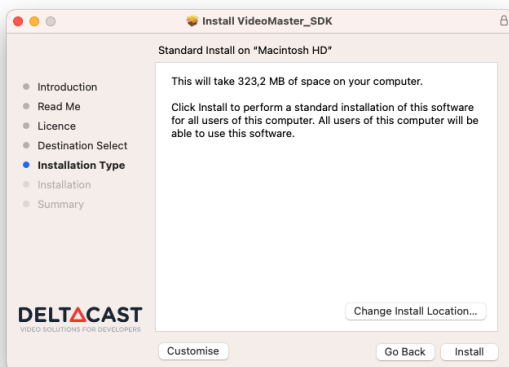 Install VideoMaster_SDK
Standard Install on “Macintosh HD”
Introduction
Read Me
Licence
Destination Select
Installation Type
Installation
Summary
This will take 323,2 MB of space on your computer.
Click Install to perform a standard installation of this software
for all users of this computer. All users of this computer will be
able to use this software.
DELTACAST
VIDEO SOLUTIONS FOR DEVELOPERS
Change Install Location...
Customise
Go Back
Install